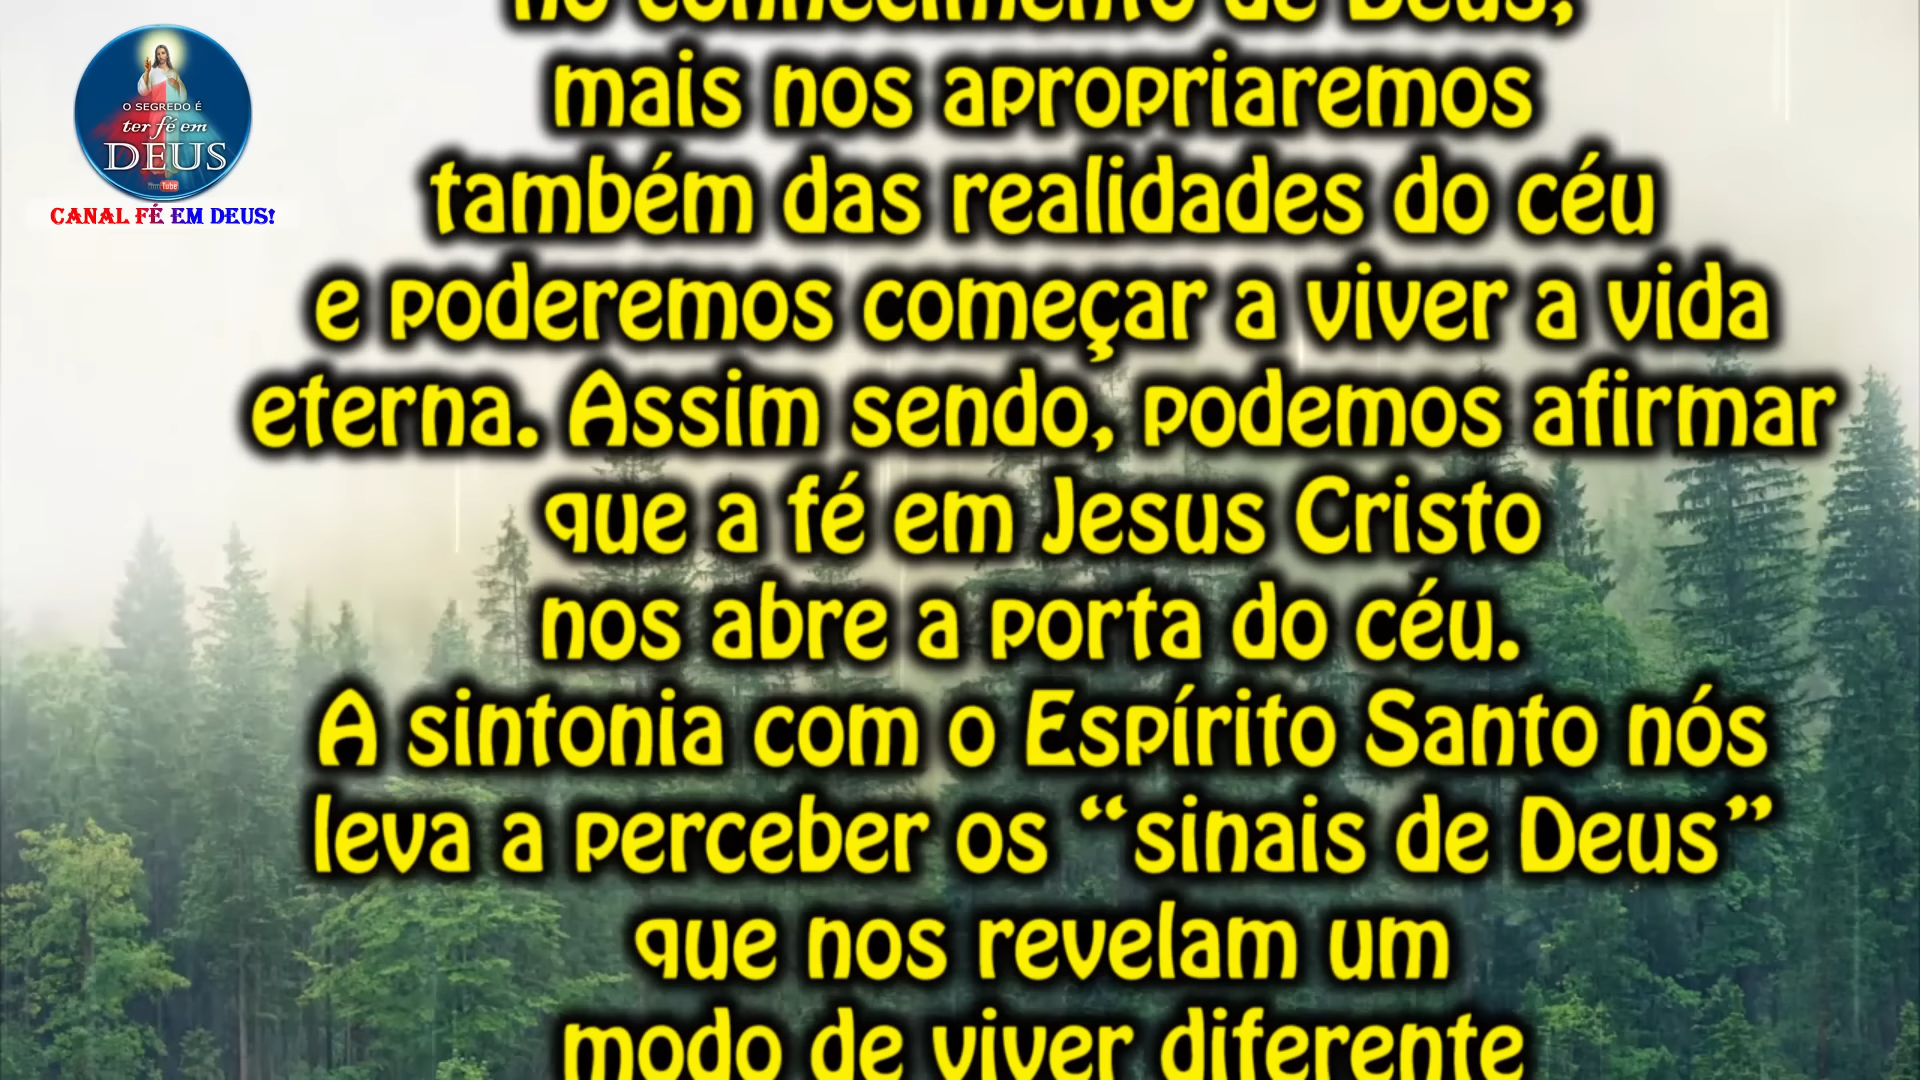 no conhecimento de Deus,
mais nos apropriaremos
também das realidades do céu
e poderemos começar a viver a vida
eterna. Assim sendo, podemos afirmar
que a fé em Jesus Cristo
nos abre a porta do céu.
A sintonia com o Espírito Santo nós
leva a perceber os “sinais de Deus”
que nos revelam um
modo de viver diferente
O SEGREDO É
ter fé em
DEUS
YouTube
CANAL FÉ EM DEUS!